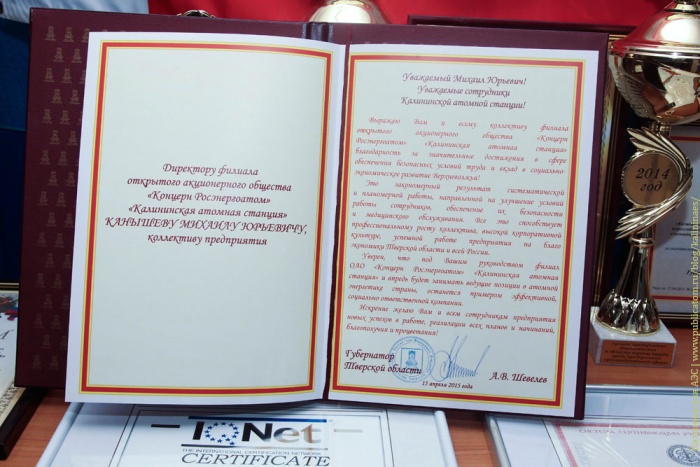 Директору филиала
открытого акционерного общества
«Концерн Росэнергоатом»
«Калининская атомная станция»
КАНЫШЕВУ МИХАИЛУ ЮРЬЕВИЧУ,
коллективу предприятия
Уважаемый Михаил Юрьевич!
Уважаемые сотрудники
Калининской атомной станции!
Выражаю Вам и всему коллективу филиала
открытого акционерного общества «Концерн
Росэнергоатом» «Калининская атомная станция»
благодарность за значительные достижения в сфере
обеспечения безопасных условий труда и вклад в социально-
экономическое развитие Верхневолжья!
Это закономерный результат систематической
и планомерной работы, направленной на улучшение условий
работы сотрудников, обеспечение их безопасности
и медицинского обслуживания. Все это способствует
профессиональному росту коллектива, высокой корпоративной
культуре, успешной работе предприятия на благо
экономики Тверской области и всей России.
Уверен, что под Вашим руководством филиал
ОАО «Концерн Росэнергоатом» «Калининская атомная
станция» и впредь будет занимать ведущие позиции в атомной
энергетике страны, останется примером эффективной,
социально ответственной компании.
Искренне желаю Вам и всем сотрудникам предприятия
новых успехов в работе, реализации всех планов и начинаний,
благополучия и процветания!
Губернатор
Тверской области
А.В. Шевелев
15 апреля 2015 года
2014
год
IQNet
THE INTERNATIONAL CERTIFICATION NETWORK
CERTIFICATE